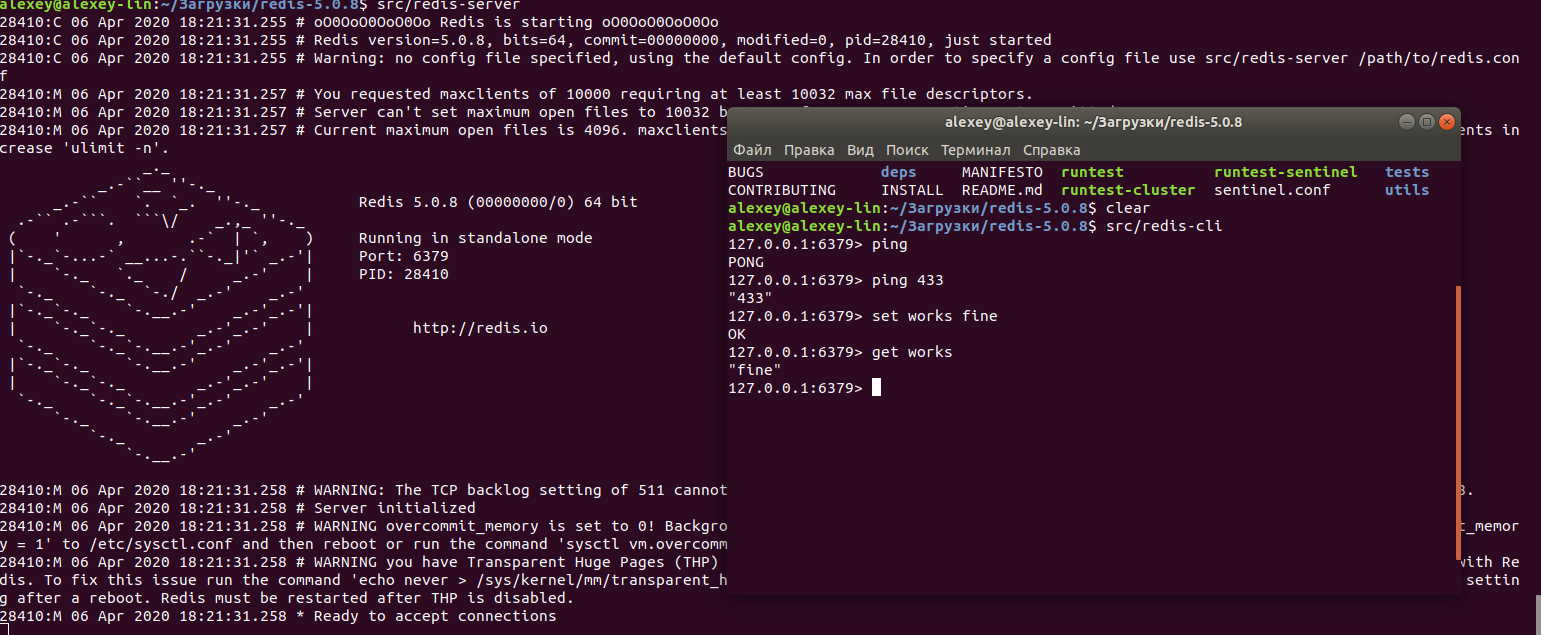 alexey@alexey-lin:~/Загрузки/redis-5.0.8$ src/redis-server
28410:C 06 Apr 2020 18:21:31.255 # oO0OoO0OoO0Oo Redis is starting oO0OoO0OoO0Oo
28410:C 06 Apr 2020 18:21:31.255 # Redis version=5.0.8, bits=64, commit=00000000, modified=0, pid=28410, just started
28410:C 06 Apr 2020 18:21:31.255 # Warning: no config file specified, using the default config. In order to specify a config file use src/redis-server /path/to/redis.con
f
28410:M 06 Apr 2020 18:21:31.257 # You requested maxclients of 10000 requiring at least 10032 max file descriptors.
28410:M 06 Apr 2020 18:21:31.257 # Server can't set maximum open files to 10032 b
28410:M 06 Apr 2020 18:21:31.257 # Current maximum open files is 4096. maxclients
ents in
crease 'ulimit -n'.
Redis 5.0.8 (00000000/0) 64 bit
Running in standalone mode
Port: 6379
PID: 28410
http://redis.io
28410:M 06 Apr 2020 18:21:31.258 # WARNING: The TCP backlog setting of 511 cannot
8.
28410:M 06 Apr 2020 18:21:31.258 # Server initialized
28410:M 06 Apr 2020 18:21:31.258 # WARNING overcommit_memory is set to 0! Backgro
t_memor
y = 1' to /etc/sysctl.conf and then reboot or run the command 'sysctl vm.overcomm
28410:M 06 Apr 2020 18:21:31.258 # WARNING you have Transparent Huge Pages (THP)
with Re
dis. To fix this issue run the command 'echo never > /sys/kernel/mm/transparent_h
settin
g after a reboot. Redis must be restarted after THP is disabled.
28410:M 06 Apr 2020 18:21:31.258 * Ready to accept connections
alexey@alexey-lin: ~/Загрузки/redis-5.0.8
Файл Правка Вид Поиск Терминал Справка
BUGS deps MANIFESTO runtest runtest-sentinel tests
CONTRIBUTING INSTALL README.md runtest-cluster sentinel.conf utils
alexey@alexey-lin:~/Загрузки/redis-5.0.8$ clear
alexey@alexey-lin:~/Загрузки/redis-5.0.8$ src/redis-cli
127.0.0.1:6379> ping
PONG
127.0.0.1:6379> ping 433
"433"
127.0.0.1:6379> set works fine
OK
127.0.0.1:6379> get works
"fine"
127.0.0.1:6379>